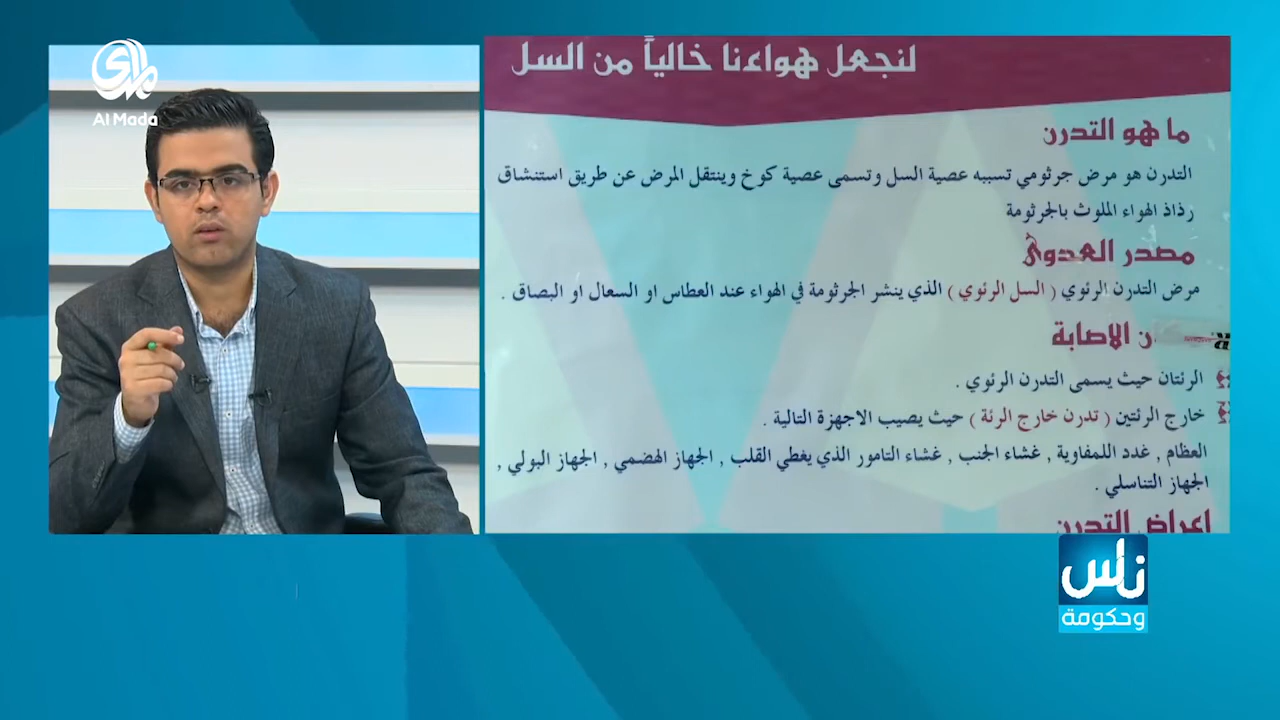 مدى
Al Mada
لنجعل هواءنا خالياً من السل
ما هو التدرن
التدرن هو مرض جرثومي تسببه عصية السل وتسمى عصية كوخ وينتقل المرض عن طريق استنشاق
رذاذ الهواء الملوث بالجرثومة
مصدر العدوى
مرض التدرن الرئوي ( السل الرئوي ) الذي ينشر الجرثومة في الهواء عند العطاس او السعال او البصاق .
ن الاصابة
الرئتان حيث يسمى التدرن الرئوي .
خارج الرئتين ( تدرن خارج الرئة ) حيث يصيب الاجهزة التالية .
العظام , غدد اللمفاوية , غشاء الجنب , غشاء التامور الذي يغطي القلب , الجهاز الهضمي , الجهاز البولي ,
الجهاز التناسلي .
اعراض التدرن
ناس
وحكومة